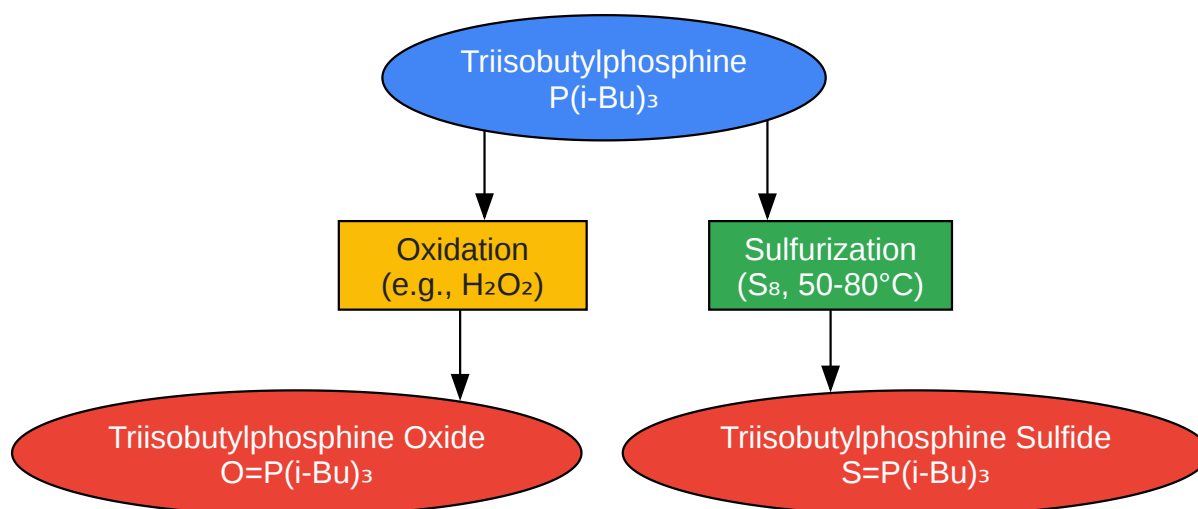 Triisobutylphosphine
P(i-Bu)₃
Oxidation
(e.g., H₂O₂)
Sulfurization
(S₈, 50-80°C)
Triisobutylphosphine Oxide
O=P(i-Bu)₃
Triisobutylphosphine Sulfide
S=P(i-Bu)₃